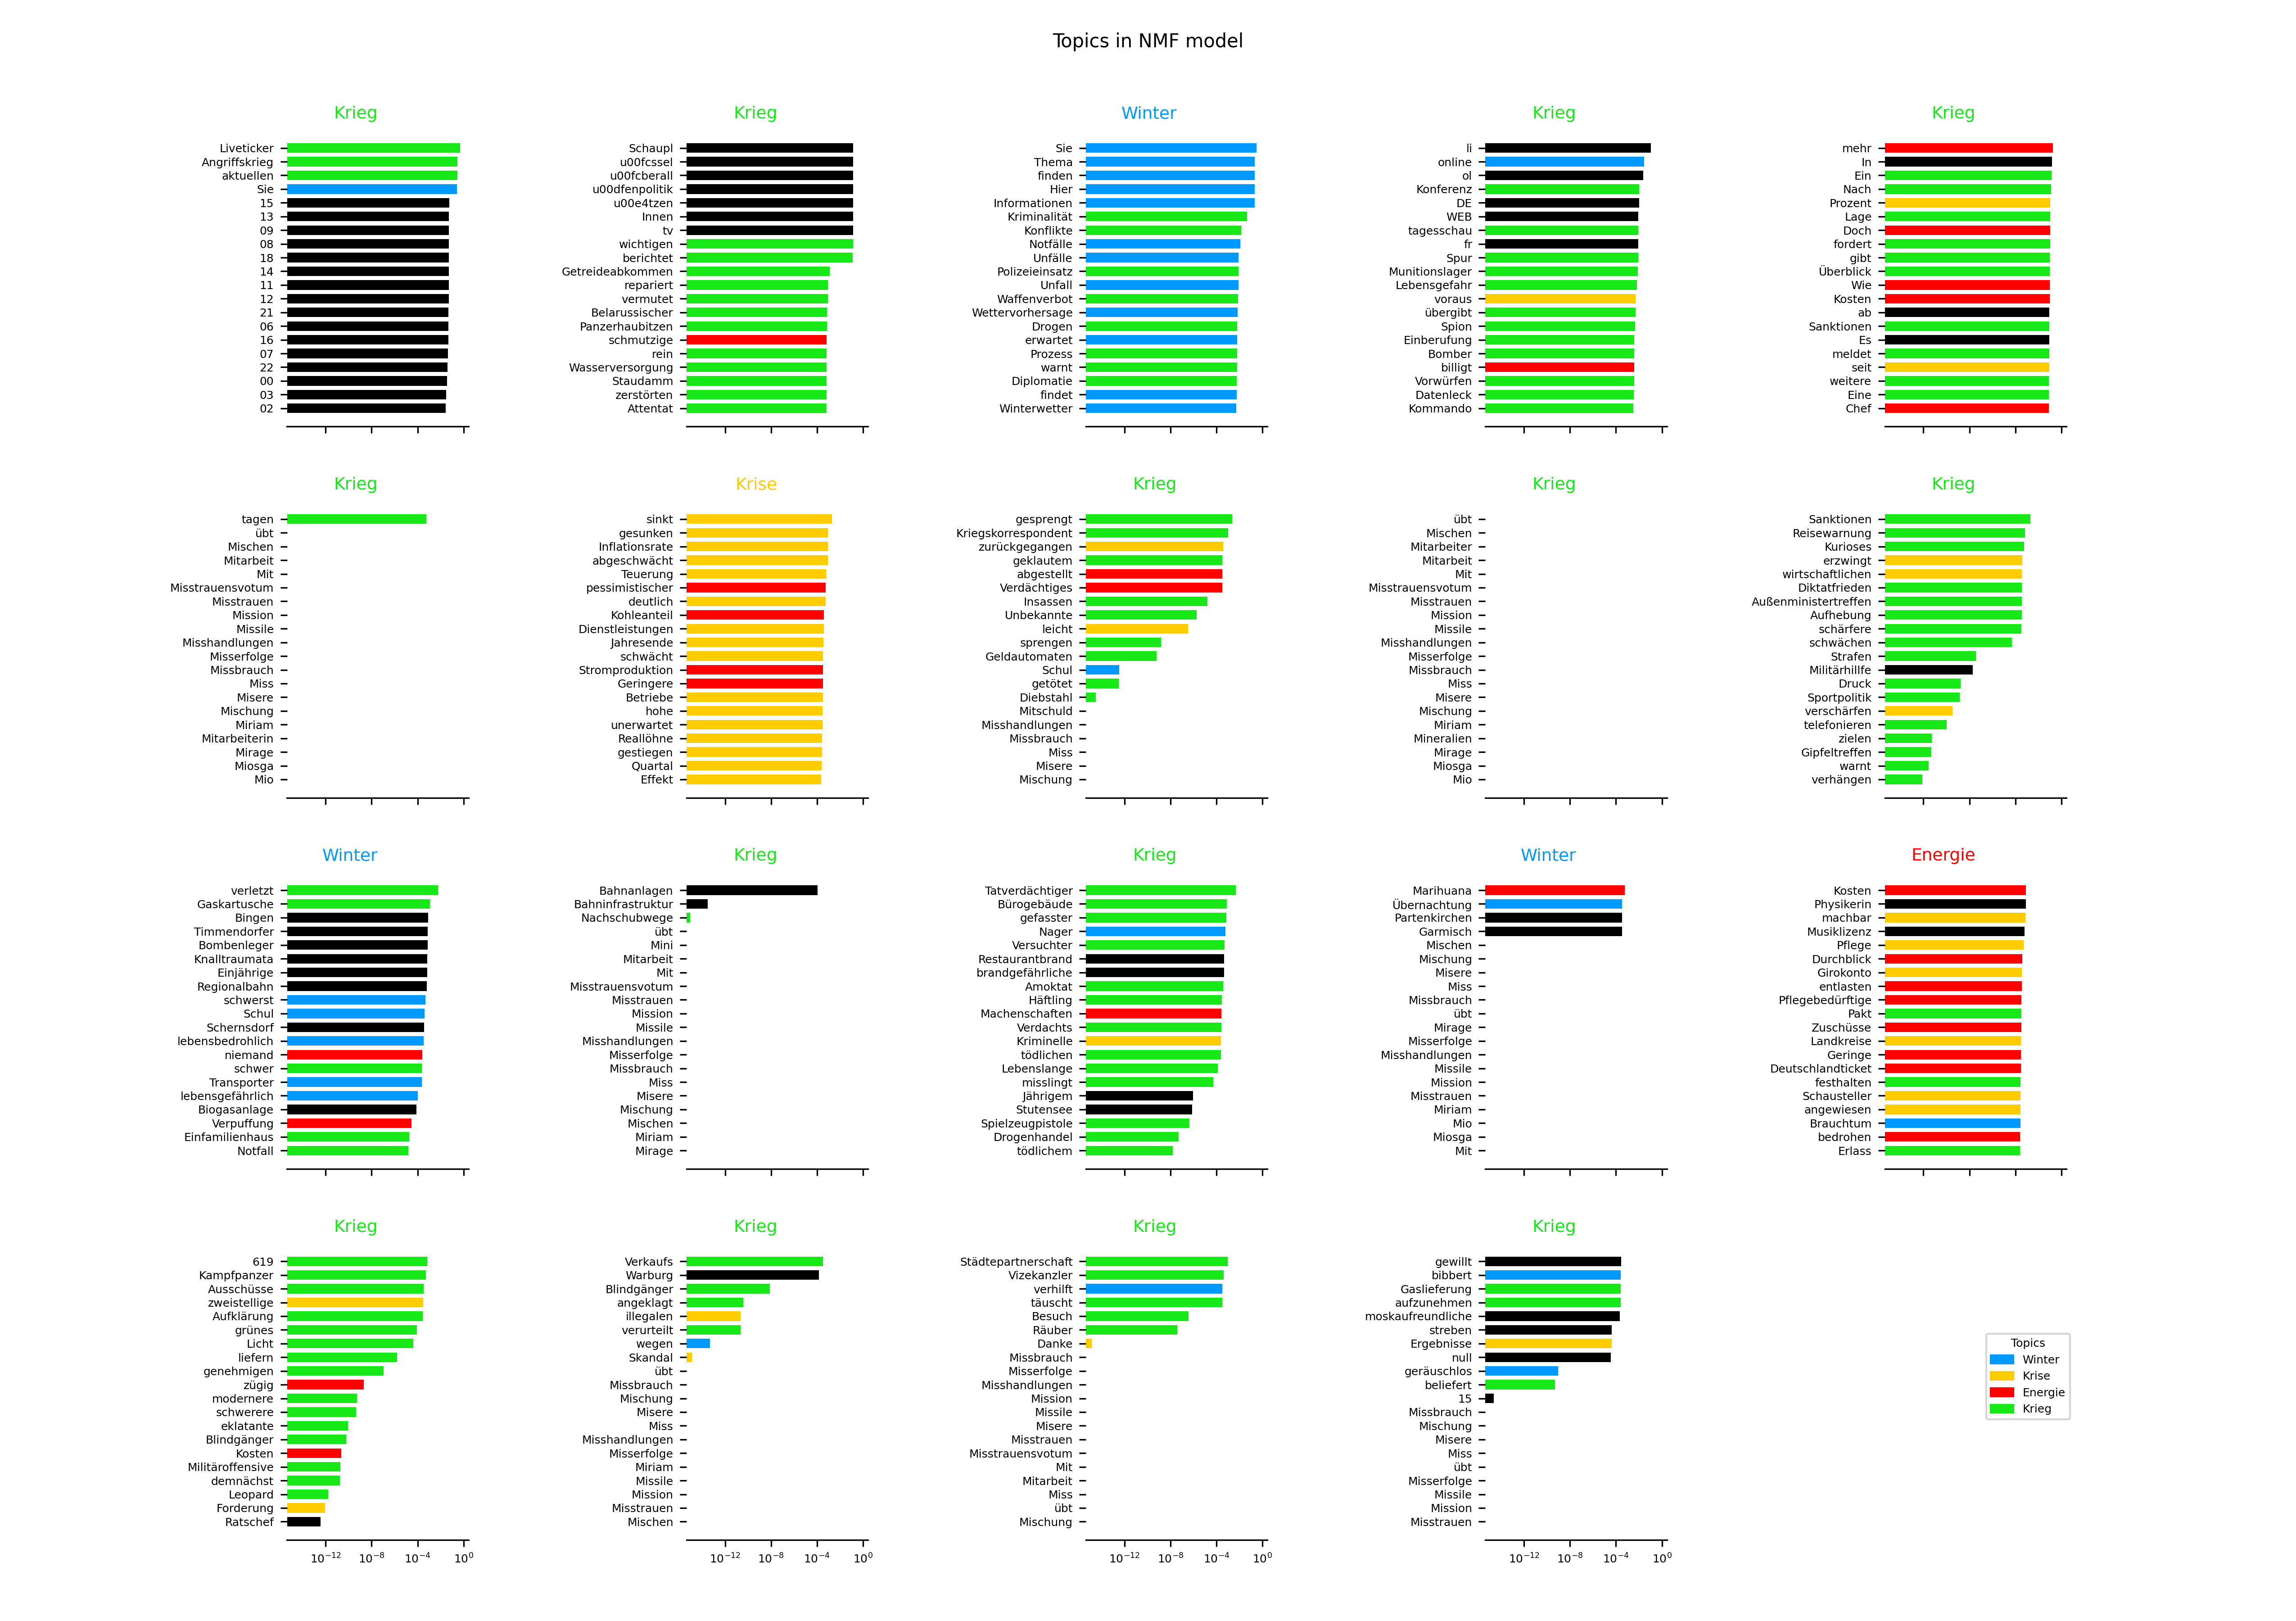 Topics in NMF model
Krieg
Liveticker
Angriffskrieg
aktuellen
Sie
15
13
09
08
18
14
11
12
21
06
16
07
22
00
03
02
Krieg
Schaupl
u00fcssel
u00fcberall
u00dfenpolitik
u00e4tzen
Innen
tv
wichtigen
berichtet
Getreideabkommen
repariert
vermutet
Belarussischer
Panzerhaubitzen
schmutzige
rein
Wasserversorgung
Staudamm
zerstörten
Attentat
Winter
Sie
Thema
finden
Hier
Informationen
Kriminalität
Konflikte
Notfälle
Unfälle
Polizeieinsatz
Unfall
Waffenverbot
Wettervorhersage
Drogen
erwartet
Prozess
warnt
Diplomatie
findet
Winterwetter
Krieg
li
online
ol
Konferenz
DE
WEB
tagesschau
fr
Spur
Munitionslager
Lebensgefahr
voraus
übergibt
Spion
Einberufung
Bomber
billigt
Vorwürfen
Datenleck
Kommando
Krieg
mehr
In
Ein
Nach
Prozent
Lage
Doch
fordert
gibt
Überblick
Wie
Kosten
ab
Sanktionen
Es
meldet
seit
weitere
Eine
Chef
Krieg
tagen
übt
Mischen
Mitarbeit
Mit
Misstrauensvotum
Misstrauen
Mission
Missile
Misshandlungen
Misserfolge
Missbrauch
Miss
Misere
Mischung
Miriam
Mitarbeiterin
Mirage
Miosga
Mio
Krise
sinkt
gesunken
Inflationsrate
abgeschwächt
Teuerung
pessimistischer
deutlich
Kohleanteil
Dienstleistungen
Jahresende
schwächt
Stromproduktion
Geringere
Betriebe
hohe
unerwartet
Reallöhne
gestiegen
Quartal
Effekt
Krieg
gesprengt
Kriegskorrespondent
zurückgegangen
geklautem
abgestellt
Verdächtiges
Insassen
Unbekannte
leicht
sprengen
Geldautomaten
Schul
getötet
Diebstahl
Mitschuld
Misshandlungen
Missbrauch
Miss
Misere
Mischung
Krieg
übt
Mischen
Mitarbeiter
Mitarbeit
Mit
Misstrauensvotum
Misstrauen
Mission
Missile
Misshandlungen
Misserfolge
Missbrauch
Miss
Misere
Mischung
Miriam
Mineralien
Mirage
Miosga
Mio
Krieg
Sanktionen
Reisewarnung
Kurioses
erzwingt
wirtschaftlichen
Diktatfrieden
Außenministertreffen
Aufhebung
schärfere
schwächen
Strafen
Militärhillfe
Druck
Sportpolitik
verschärfen
telefonieren
zielen
Gipfeltreffen
warnt
verhängen
Winter
verletzt
Gaskartusche
Bingen
Timmendorfer
Bombenleger
Knalltraumata
Einjährige
Regionalbahn
schwerst
Schul
Schernsdorf
lebensbedrohlich
niemand
schwer
Transporter
lebensgefährlich
Biogasanlage
Verpuffung
Einfamilienhaus
Notfall
Krieg
Bahnanlagen
Bahninfrastruktur
Nachschubwege
übt
Mini
Mitarbeit
Mit
Misstrauensvotum
Misstrauen
Mission
Missile
Misshandlungen
Misserfolge
Missbrauch
Miss
Misere
Mischung
Mischen
Miriam
Mirage
Krieg
Tatverdächtiger
Bürogebäude
gefasster
Nager
Versuchter
Restaurantbrand
brandgefährliche
Amoktat
Häftling
Machenschaften
Verdachts
Kriminelle
tödlichen
Lebenslange
misslingt
Jährigem
Stutensee
Spielzeugpistole
Drogenhandel
tödlichem
Winter
Marihuana
Übernachtung
Partenkirchen
Garmisch
Mischen
Mischung
Misere
Miss
Missbrauch
übt
Mirage
Misserfolge
Misshandlungen
Missile
Mission
Misstrauen
Miriam
Mio
Miosga
Mit
Energie
Kosten
Physikerin
machbar
Musiklizenz
Pflege
Durchblick
Girokonto
entlasten
Pflegebedürftige
Pakt
Zuschüsse
Landkreise
Geringe
Deutschlandticket
festhalten
Schausteller
angewiesen
Brauchtum
bedrohen
Erlass
Krieg
619
Kampfpanzer
Ausschüsse
zweistellige
Aufklärung
grünes
Licht
liefern
genehmigen
zügig
modernere
schwerere
eklatante
Blindgänger
Kosten
Militäroffensive
demnächst
Leopard
Forderung
Ratschef
10⁻¹² 10⁻⁸ 10⁻⁴ 10⁰
Krieg
Verkaufs
Warburg
Blindgänger
angeklagt
illegalen
verurteilt
wegen
Skandal
übt
Missbrauch
Mischung
Misere
Miss
Misshandlungen
Misserfolge
Miriam
Missile
Mission
Misstrauen
Mischen
10⁻¹² 10⁻⁸ 10⁻⁴ 10⁰
Krieg
Städtepartnerschaft
Vizekanzler
verhilft
täuscht
Besuch
Räuber
Danke
Missbrauch
Misserfolge
Misshandlungen
Mission
Missile
Misere
Misstrauen
Misstrauensvotum
Mit
Mitarbeit
Miss
übt
Mischung
10⁻¹² 10⁻⁸ 10⁻⁴ 10⁰
Krieg
gewillt
bibbert
Gaslieferung
aufzunehmen
moskaufreundliche
streben
Ergebnisse
null
geräuschlos
beliefert
15
Missbrauch
Mischung
Misere
Miss
übt
Misserfolge
Missile
Mission
Misstrauen
10⁻¹² 10⁻⁸ 10⁻⁴ 10⁰
Topics
Winter
Krise
Energie
Krieg